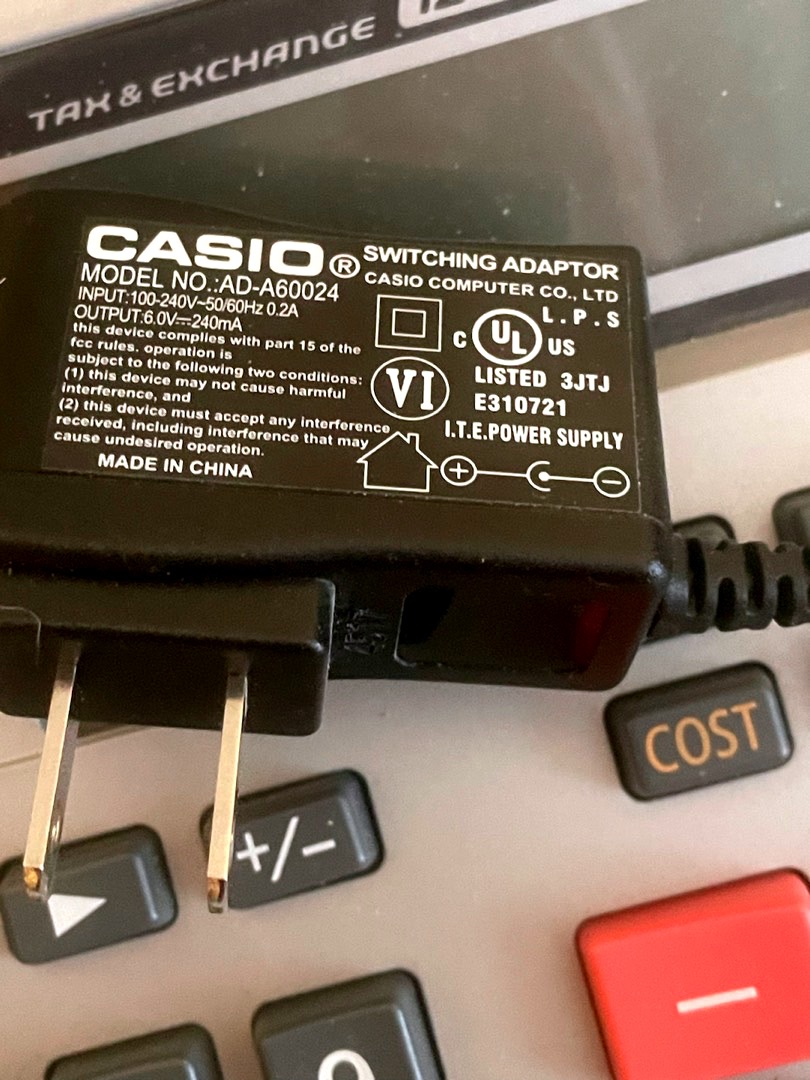 TAX & EXCHANGE
CASIO®
SWITCHING ADAPTOR
CASIO COMPUTER CO., LTD
MODEL NO.:AD-A60024
INPUT:100-240V~50/60Hz 0.2A
OUTPUT:6.0V⎓240mA
this device complies with part 15 of the
fcc rules. operation is
subject to the following two conditions:
(1) this device may not cause harmful
interference, and
(2) this device must accept any interference
received, including interference that may
cause undesired operation.
MADE IN CHINA
L.P.S
C UL US
LISTED 3JTJ
E310721
VI
I.T.E.POWER SUPPLY
COST
+/−
−